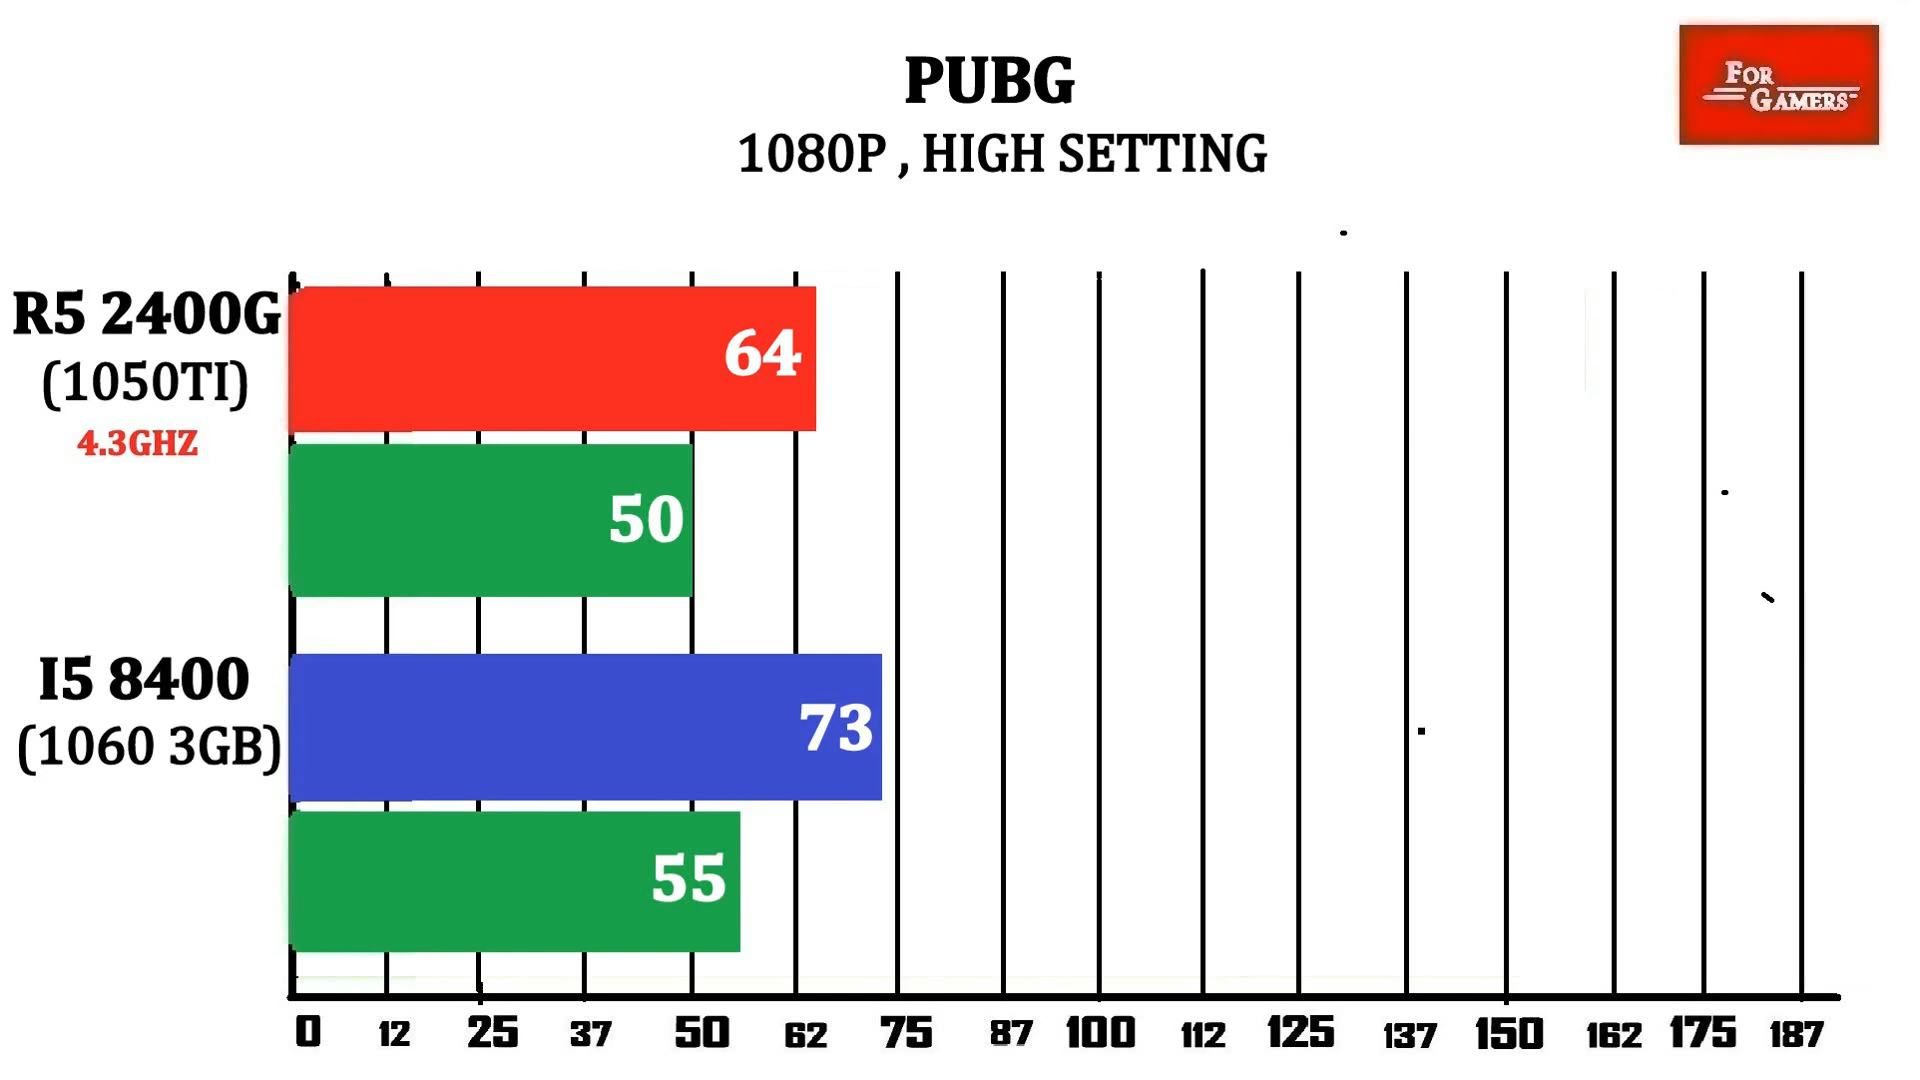 PUBG
1080P , HIGH SETTING
FOR
GAMERS
R5 2400G
(1050TI)
4.3GHZ
64
50
I5 8400
(1060 3GB)
73
55
0 12 25 37 50 62 75 87 100 112 125 137 150 162 175 187